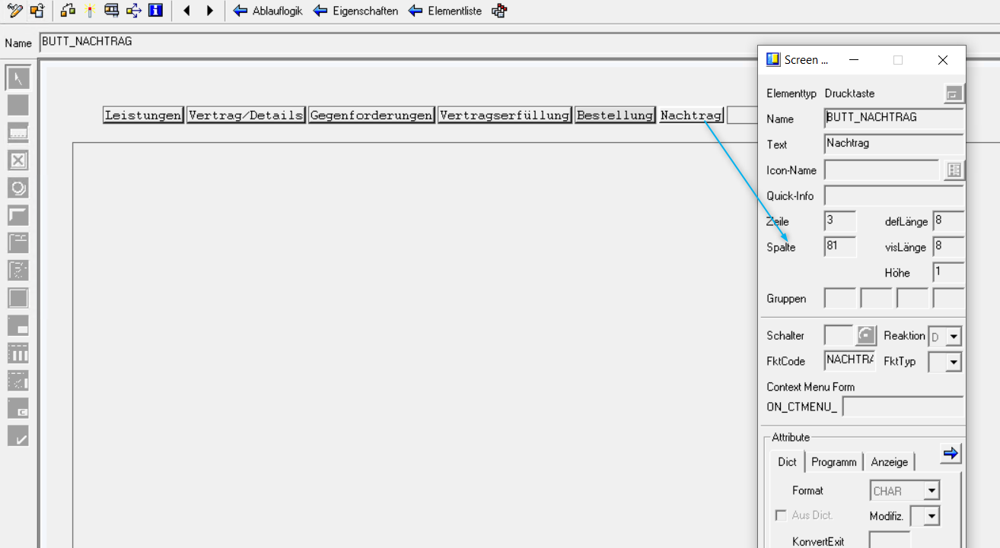 Ablauflogik Eigenschaften Elementliste
Name BUTT_NACHTRAG
Screen ...
Leistungen Vertrag/Details Gegenforderungen Vertragserfüllung Bestellung Nachtrag
Elementtyp Drucktaste
Name BUTT_NACHTRAG
Text Nachtrag
Icon-Name
Quick-Info
Zeile 3 defLänge 8
Spalte 81 visLänge 8
Höhe 1
Gruppen
Schalter Reaktion D
FktCode NACHTRA FktTyp
Context Menu Form
ON_CTMENU_
Attribute
Dict Programm Anzeige
Format CHAR
Aus Dict. Modifiz.
KonvertExit